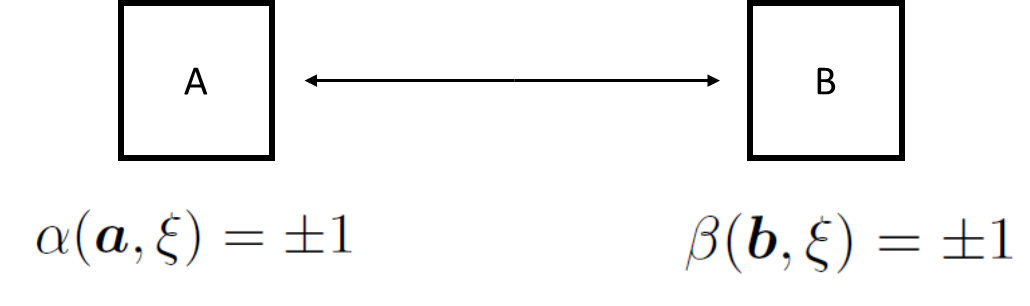 A B
α(a, ξ) = ±1 β(b, ξ) = ±1